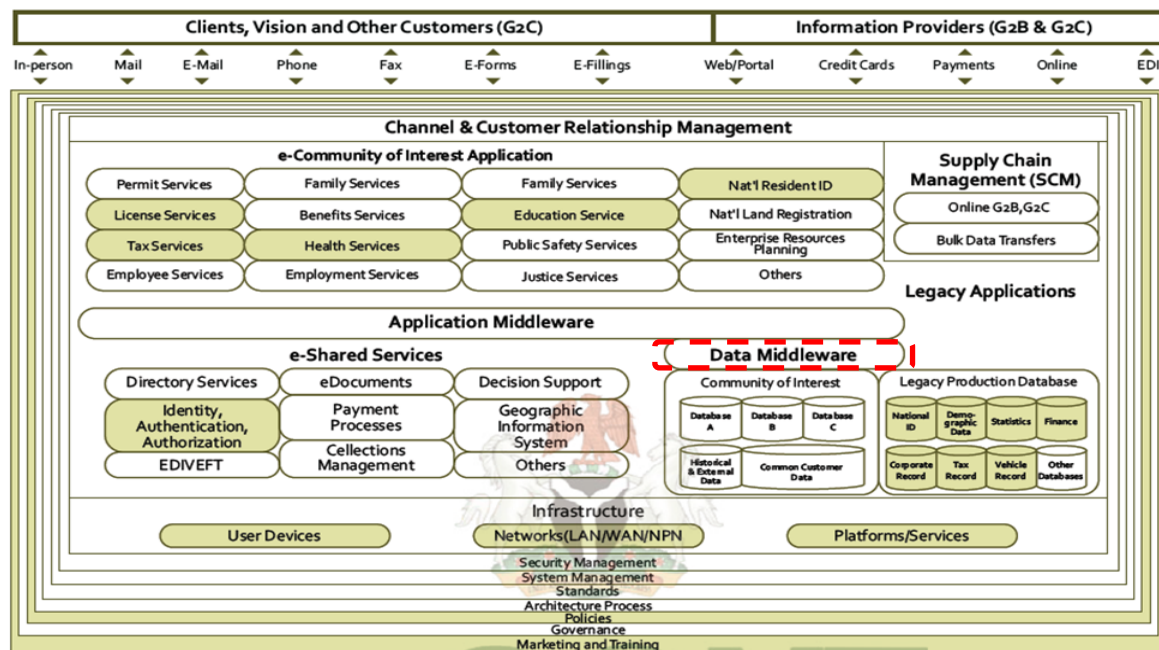 Clients, Vision and Other Customers (G2C)
Information Providers (G2B & G2C)
In-person
Mail
E-Mail
Phone
Fax
E-Forms
E-Fillings
Web/Portal
Credit Cards
Payments
Online
EDI
Channel & Customer Relationship Management
e-Community of Interest Application
Permit Services
Family Services
Family Services
Nat'l Resident ID
License Services
Benefits Services
Education Service
Nat'l Land Registration
Tax Services
Health Services
Public Safety Services
Enterprise Resources
Planning
Employee Services
Employment Services
Justice Services
Others
Supply Chain
Management (SCM)
Online G2B,G2C
Bulk Data Transfers
Legacy Applications
Application Middleware
e-Shared Services
Data Middleware
Directory Services
eDocuments
Decision Support
Identity,
Authentication,
Authorization
Payment
Processes
Geographic
Information
System
EDIVEFT
Cellections
Management
Others
Community of Interest
Database
A
Database
B
Database
C
Historical
& External
Data
Common Customer
Data
Legacy Production Database
National
ID
Demo-
graphic
Data
Statistics
Finance
Corporate
Record
Tax
Record
Vehicle
Record
Other
Databases
Infrastructure
User Devices
Networks(LAN/WAN/NPN
Platforms/Services
Security Management
System Management
Standards
Architecture Process
Policies
Governance
Marketing and Training